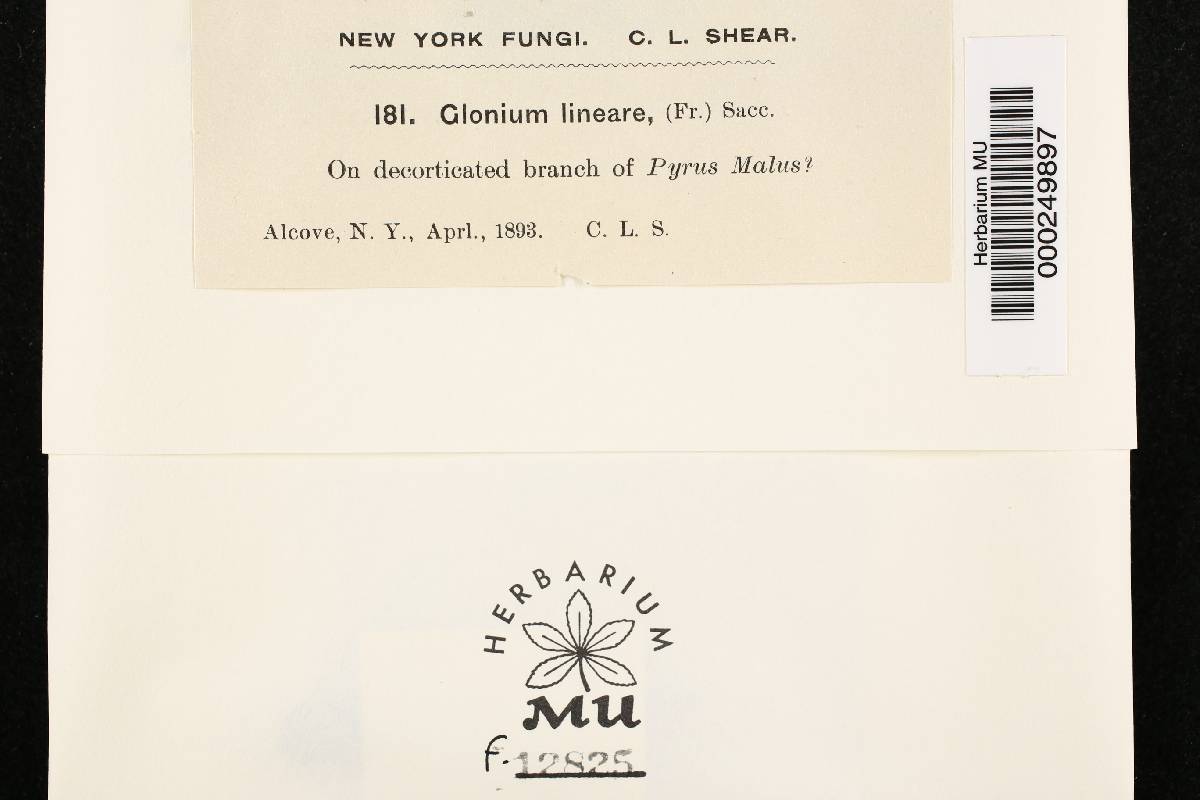 NEW YORK FUNGI. C. L. SHEAR.
181. Glonium lineare, (Fr.) Sacc.
On decorticated branch of Pyrus Malus?
Alcove, N. Y., Aprl., 1893. C. L. S.
Herbarium MU
000249897
HERBARIUM
MU
F. 12825